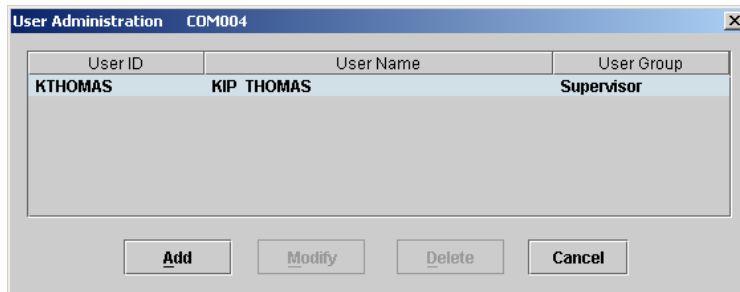 User Administration COM004
User ID User Name User Group
KTHOMAS KIP THOMAS Supervisor
Add Modify Delete Cancel